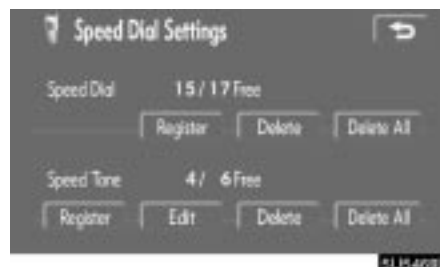 Speed Dial Settings
Speed Dial 15/17 Free
Register Delete Delete All
Speed Tone 4/ 6 Free
Register Edit Delete Delete All